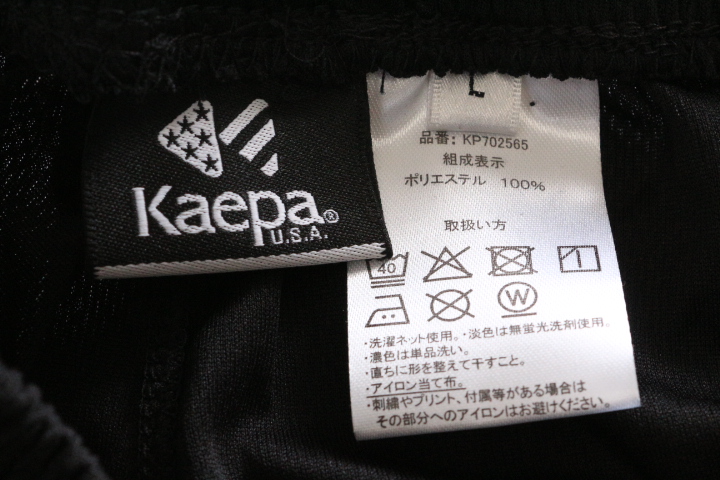 Kaepa®
U.S.A.
L
品番: KP702565
組成表示
ポリエステル 100%
取扱い方
40
W
・洗濯ネット使用。・淡色は無蛍光洗剤使用。
・濃色は単品洗い。
・直ちに形を整えて干すこと。
・アイロン当て布。
・刺繍やプリント、付属等がある場合は
その部分へのアイロンはお避けください。